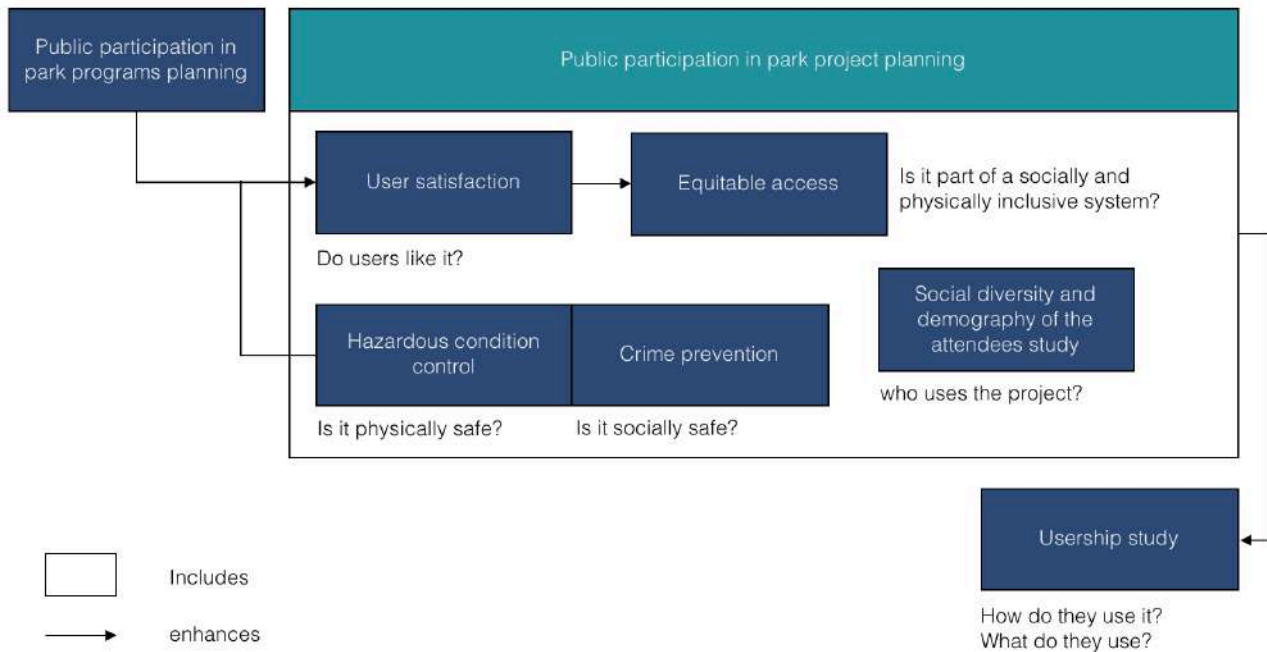 Public participation in
park programs planning
Public participation in park project planning
User satisfaction
Equitable access
Is it part of a socially and
physically inclusive system?
Do users like it?
Social diversity and
demography of the
attendees study
Hazardous condition
control
Crime prevention
who uses the project?
Is it physically safe?
Is it socially safe?
Usership study
Includes
How do they use it?
What do they use?
enhances